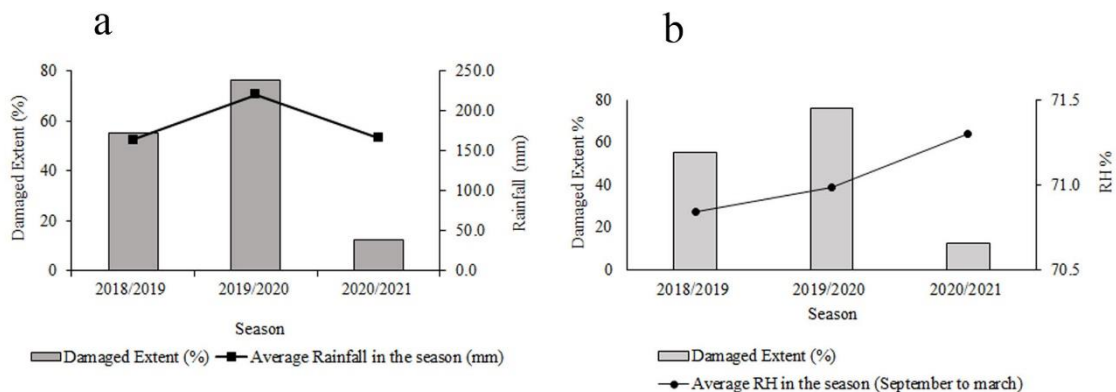 a
Damaged Extent (%)
80
60
40
20
0
250.0
200.0
150.0
100.0
50.0
0.0
Rainfall (mm)
2018/2019
2019/2020
2020/2021
Season
Damaged Extent (%)
Average Rainfall in the season (mm)
b
Damaged Extent %
80
60
40
20
0
71.5
71.0
70.5
RH %
2018/2019
2019/2020
2020/2021
Season
Damaged Extent (%)
Average RH in the season (September to march)